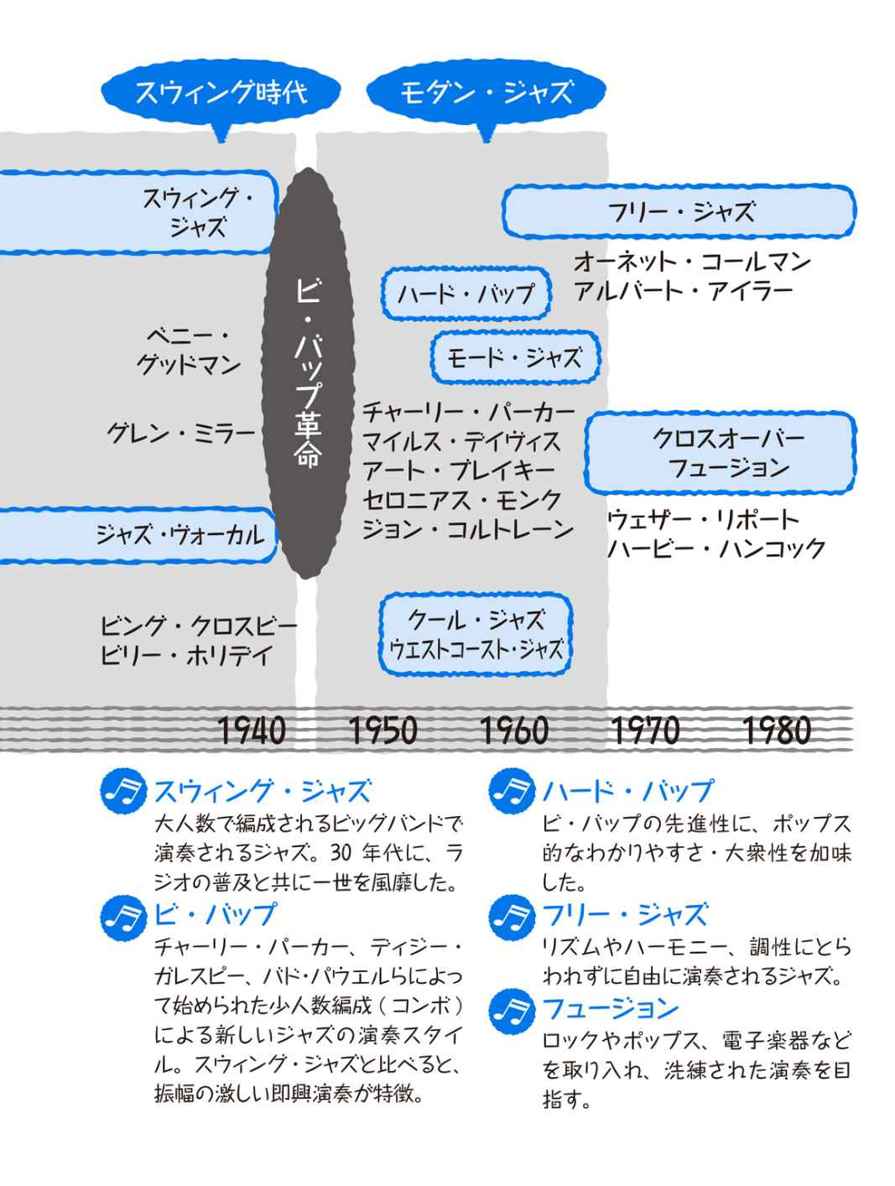 スウィング時代
モダン・ジャズ
スウィング・
ジャズ
フリー・ジャズ
オーネット・コールマン
アルバート・アイラー
ビ・バップ革命
ハード・バップ
モード・ジャズ
ベニー・
グッドマン
グレン・ミラー
チャーリー・パーカー
マイルス・デイヴィス
アート・ブレイキー
セロニアス・モンク
ジョン・コルトレーン
クロスオーバー
フュージョン
ウェザー・リポート
ハービー・ハンコック
ジャズ・ヴォーカル
ビング・クロスビー
ビリー・ホリデイ
クール・ジャズ
ウエストコースト・ジャズ
1940 1950 1960 1970 1980
スウィング・ジャズ
大人数で編成されるビッグバンドで
演奏されるジャズ。30 年代に、ラ
ジオの普及と共に一世を風靡した。
ビ・バップ
チャーリー・パーカー、ディジー・
ガレスピー、バド・パウエルらによっ
て始められた少人数編成(コンボ)
による新しいジャズの演奏スタイ
ル。スウィング・ジャズと比べると、
振幅の激しい即興演奏が特徴。
ハード・バップ
ビ・バップの先進性に、ポップス
的なわかりやすさ・大衆性を加味
した。
フリー・ジャズ
リズムやハーモニー、調性にとら
われずに自由に演奏されるジャズ。
フュージョン
ロックやポップス、電子楽器など
を取り入れ、洗練された演奏を目
指す。